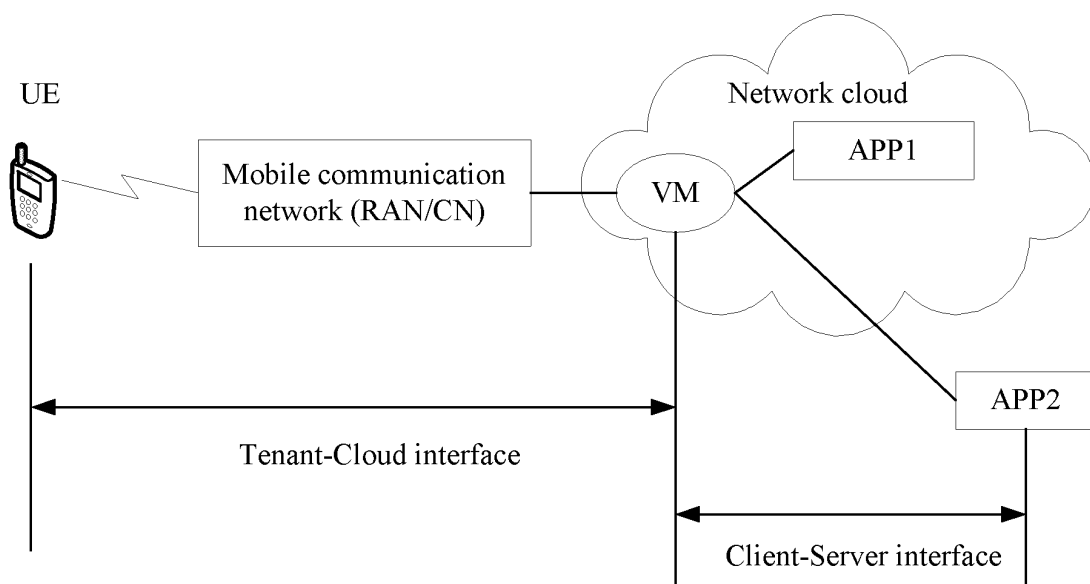 UE
Network cloud
APP1
Mobile communication
network (RAN/CN)
VM
APP2
Tenant-Cloud interface
Client-Server interface